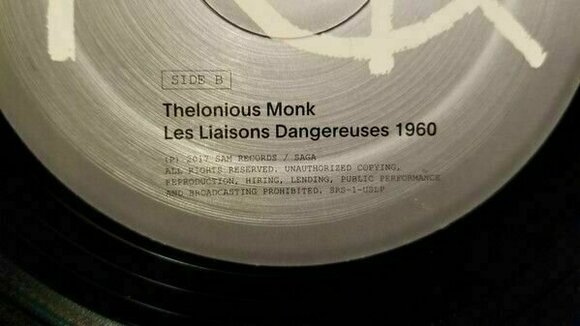 SIDE B
Thelonious Monk
Les Liaisons Dangereuses 1960
(P) 2017 SAM RECORDS / SAGA
ALL RIGHTS RESERVED. UNAUTHORIZED COPYING,
REPRODUCTION, HIRING, LENDING, PUBLIC PERFORMANCE
AND BROADCASTING PROHIBITED. SRS-1-USLP